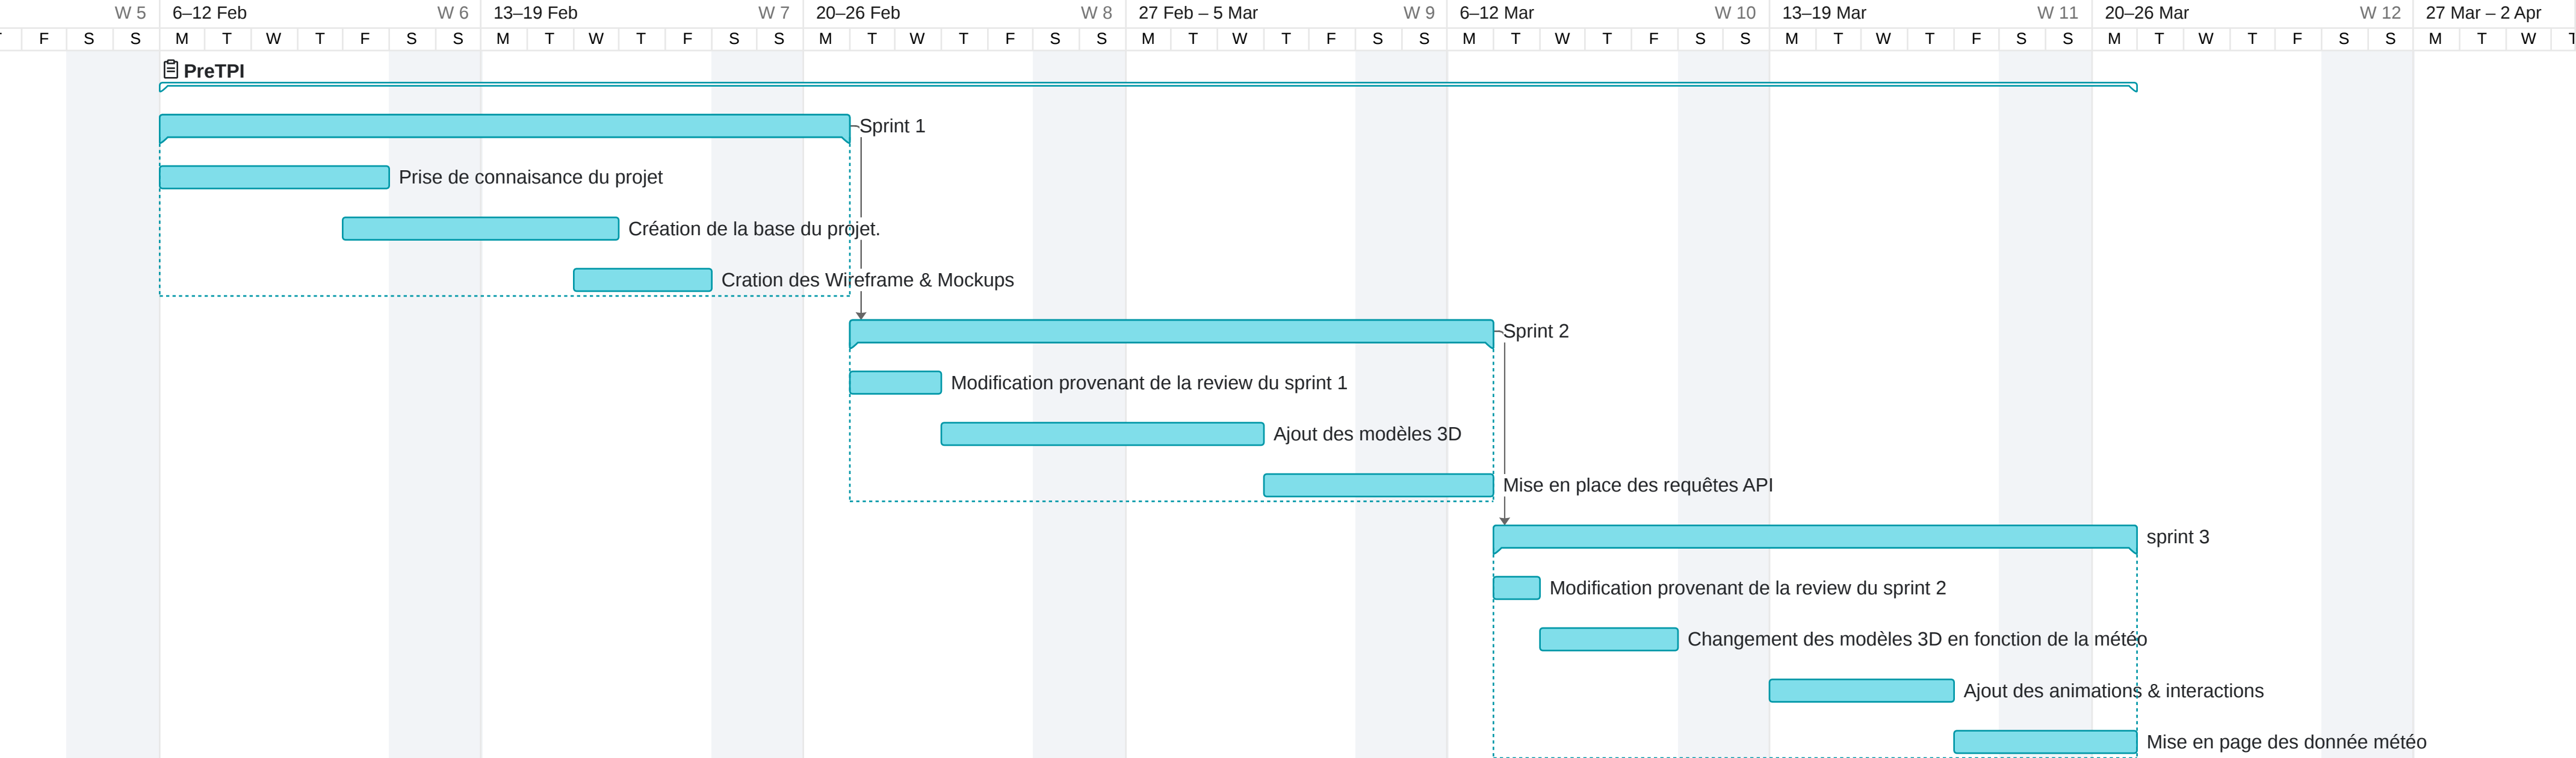 W 5 6–12 Feb W 6 13–19 Feb W 7 20–26 Feb W 8 27 Feb – 5 Mar W 9 6–12 Mar W 10 13–19 Mar W 11 20–26 Mar W 12 27 Mar – 2 Apr
F S S M T W T F S S M T W T F S S M T W T F S S M T W T F S S M T W T F S S M T W T F S S M T W T F S S M T W T
PreTPI
Sprint 1
Prise de connaisance du projet
Création de la base du projet.
Cration des Wireframe & Mockups
Sprint 2
Modification provenant de la review du sprint 1
Ajout des modèles 3D
Mise en place des requêtes API
sprint 3
Modification provenant de la review du sprint 2
Changement des modèles 3D en fonction de la météo
Ajout des animations & interactions
Mise en page des donnée météo